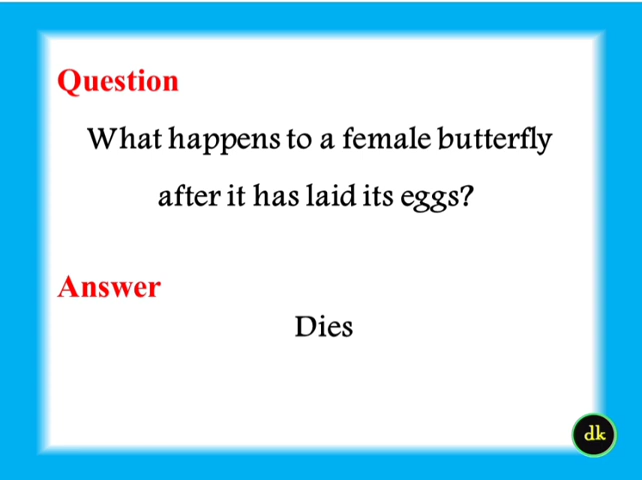 Question
What happens to a female butterfly
after it has laid its eggs?
Answer
Dies
dk